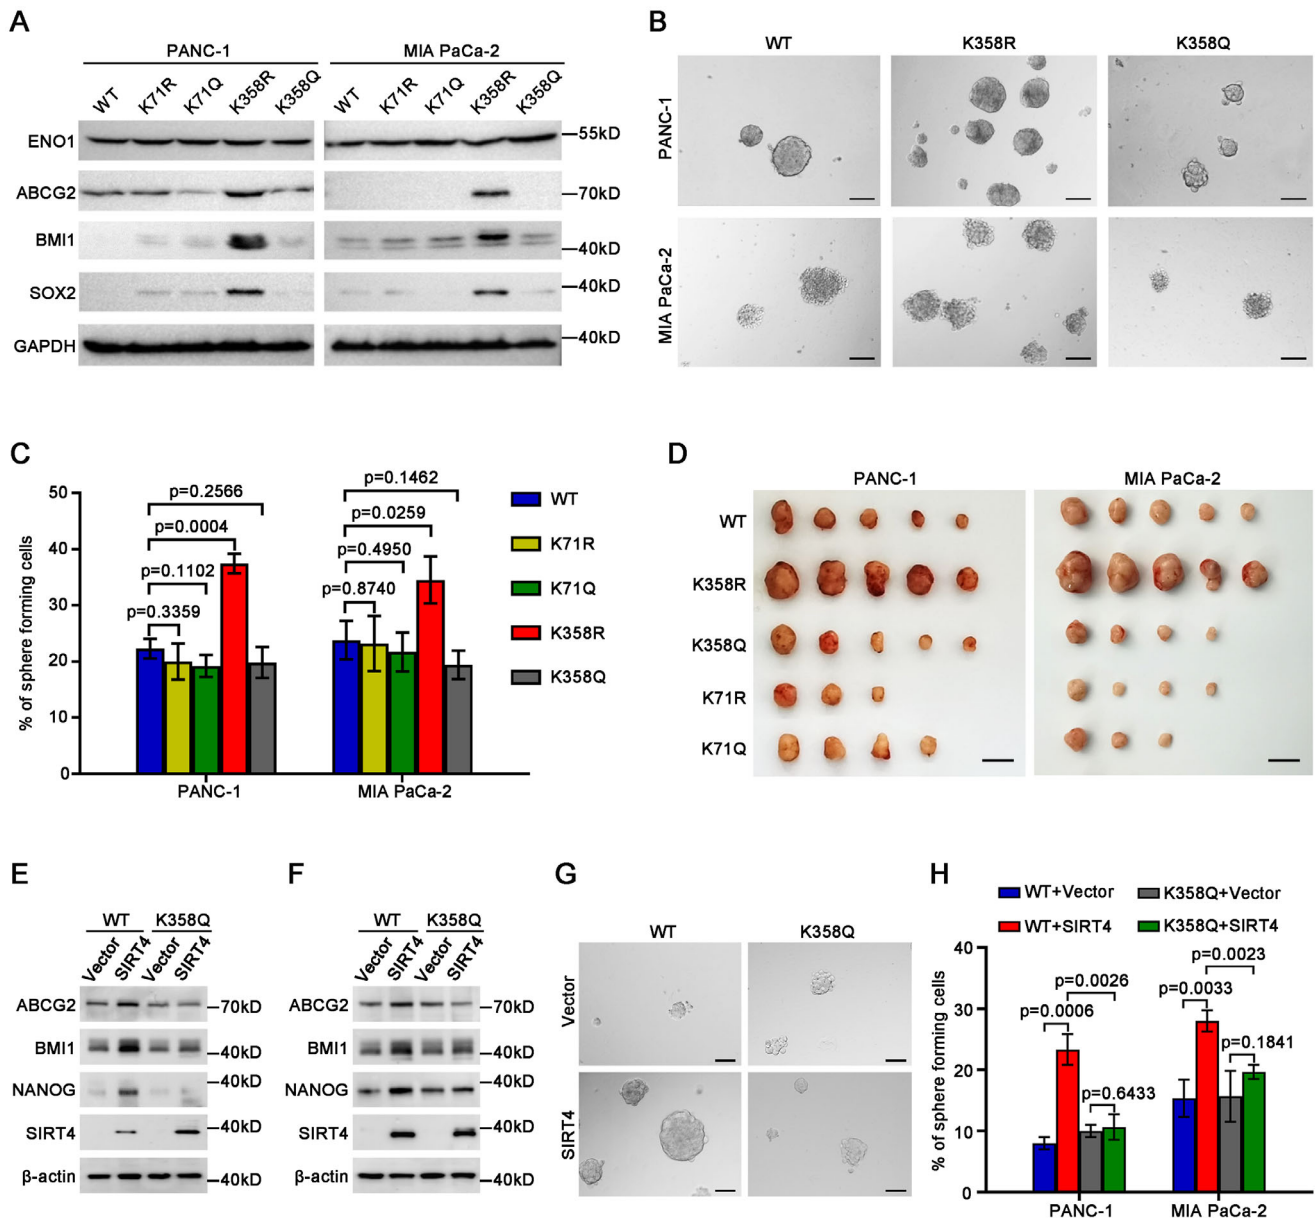 A
PANC-1 MIA PaCa-2
WT K71R K71Q K358R K358Q WT K71R K71Q K358R K358Q
ENO1 55kD
ABCG2 70kD
BMI1 40kD
SOX2 40kD
GAPDH 40kD
B
WT K358R K358Q
PANC-1
MIA PaCa-2
C
% of sphere forming cells
50
40
30
20
10
0
p=0.2566
p=0.0004
p=0.1102
p=0.3359
p=0.1462
p=0.0259
p=0.4950
p=0.8740
PANC-1 MIA PaCa-2
WT
K71R
K71Q
K358R
K358Q
D
PANC-1 MIA PaCa-2
WT
K358R
K358Q
K71R
K71Q
E
WT K358Q
Vector SIRT4 Vector SIRT4
ABCG2 70kD
BMI1 40kD
NANOG 40kD
SIRT4 40kD
β-actin 40kD
F
WT K358Q
Vector SIRT4 Vector SIRT4
ABCG2 70kD
BMI1 40kD
NANOG 40kD
SIRT4 40kD
β-actin 40kD
G
WT K358Q
Vector
SIRT4
H
WT+Vector K358Q+Vector
WT+SIRT4 K358Q+SIRT4
% of sphere forming cells
40
30
20
10
0
p=0.0023
p=0.0026
p=0.0033
p=0.0006
p=0.1841
p=0.6433
PANC-1 MIA PaCa-2